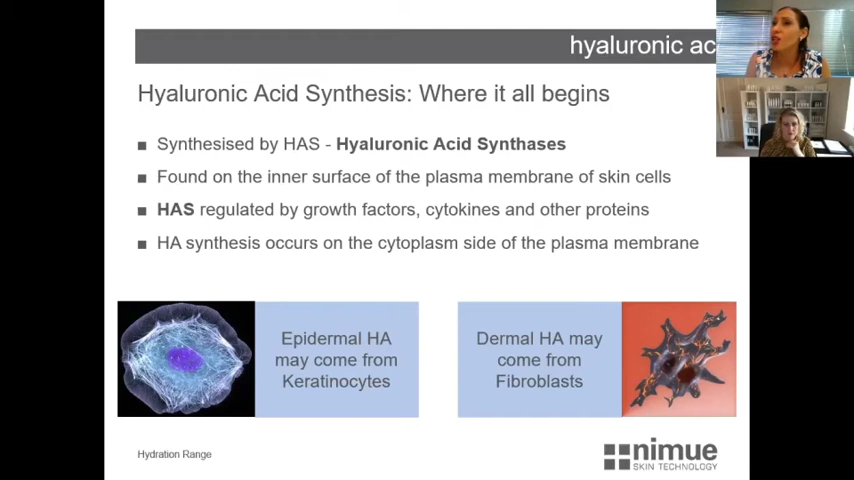 hyaluronic ac
Hyaluronic Acid Synthesis: Where it all begins
Synthesised by HAS - Hyaluronic Acid Synthases
Found on the inner surface of the plasma membrane of skin cells
HAS regulated by growth factors, cytokines and other proteins
HA synthesis occurs on the cytoplasm side of the plasma membrane
Epidermal HA
may come from
Keratinocytes
Dermal HA may
come from
Fibroblasts
Hydration Range
nimue
SKIN TECHNOLOGY